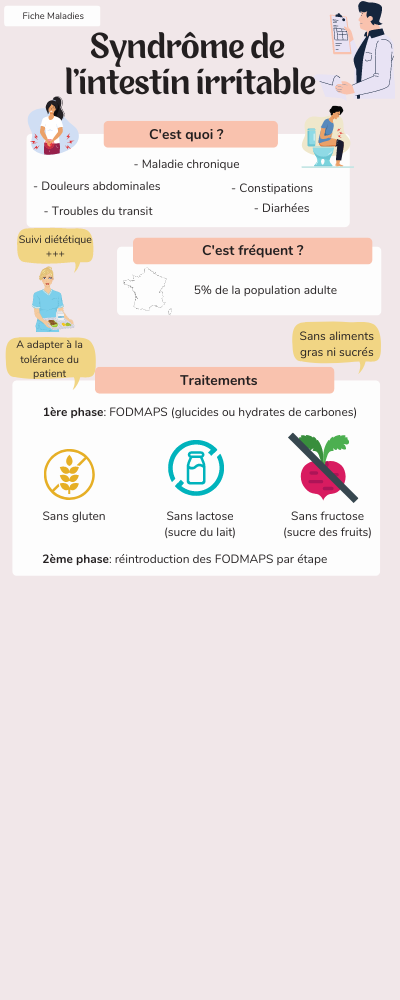 Fiche Maladies
Syndrôme de
l'intestin irritable
C'est quoi ?
- Maladie chronique
- Douleurs abdominales
- Constipations
- Troubles du transit
- Diarhées
Suivi diététique
+++
C'est fréquent ?
5% de la population adulte
A adapter à la
tolérance du
patient
Sans aliments
gras ni sucrés
Traitements
1ère phase: FODMAPS (glucides ou hydrates de carbones)
Sans gluten
Sans lactose
(sucre du lait)
Sans fructose
(sucre des fruits)
2ème phase: réintroduction des FODMAPS par étape